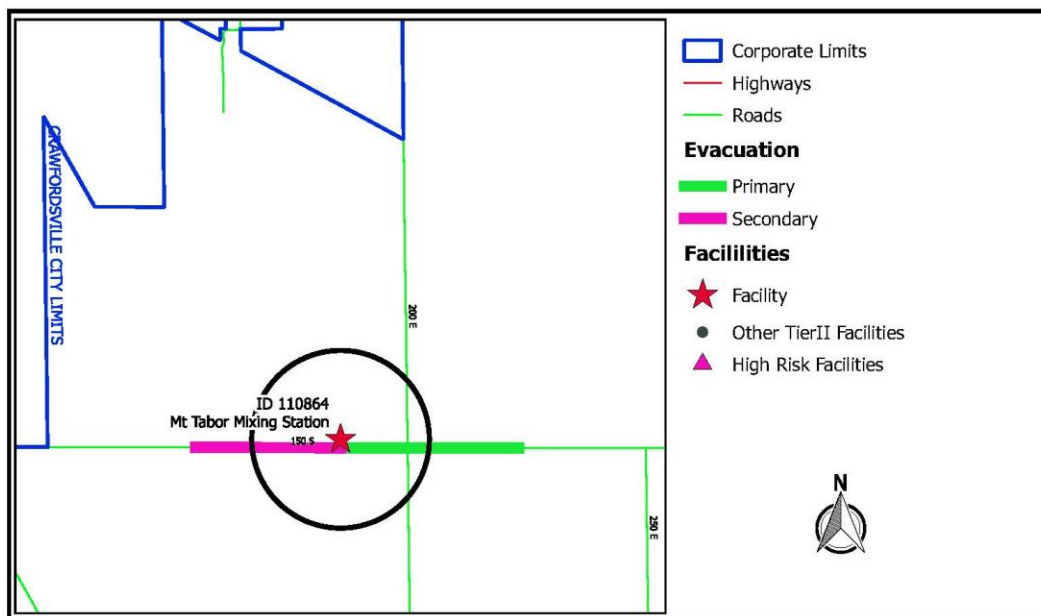 CRAWFORDSVILLE CITY LIMITS
200 E
ID 110864
Mt Tabor Mixing Station
150 S
250 E
Corporate Limits
Highways
Roads
Evacuation
Primary
Secondary
Facililities
Facility
Other TierII Facilities
High Risk Facilities
N